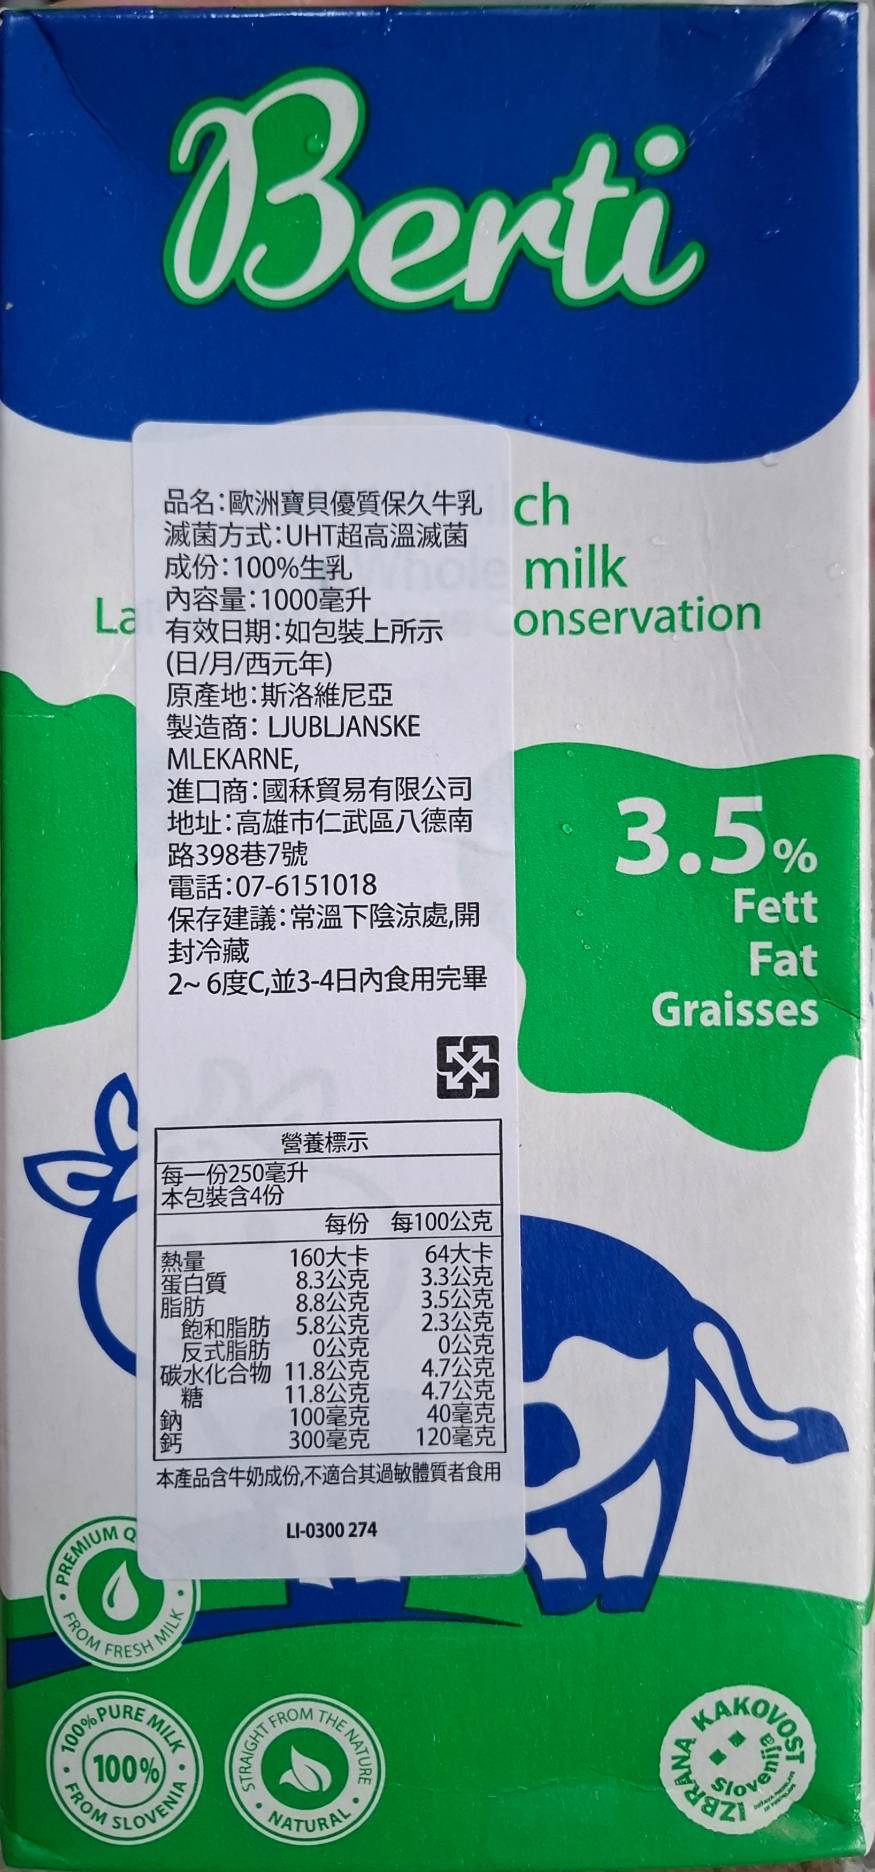 Berti
品名:歐洲寶貝優質保久牛乳
滅菌方式:UHT超高溫滅菌
成份:100%生乳
內容量:1000毫升
有效日期:如包裝上所示
(日/月/西元年)
原產地:斯洛維尼亞
製造商: LJUBLJANSKE
MLEKARNE,
進口商:國秝貿易有限公司
地址:高雄市仁武區八德南
路398巷7號
電話:07-6151018
保存建議:常溫下陰涼處,開
封冷藏
2~ 6度C,並3-4日內食用完畢
ch
Whole milk
La onservation
3.5%
Fett
Fat
Graisses
營養標示
每一份250毫升
本包裝含4份
每份 每100公克
熱量 160大卡 64大卡
蛋白質 8.3公克 3.3公克
脂肪 8.8公克 3.5公克
飽和脂肪 5.8公克 2.3公克
反式脂肪 0公克 0公克
碳水化合物 11.8公克 4.7公克
糖 11.8公克 4.7公克
鈉 100毫克 40毫克
鈣 300毫克 120毫克
本產品含牛奶成份,不適合其過敏體質者食用
LI-0300 274
PREMIUM Q
FROM FRESH MILK
100% PURE MILK
100%
FROM SLOVENIA
STRAIGHT FROM THE NATURE
NATURAL
IZBRANA KAKOVOST
Slovenija